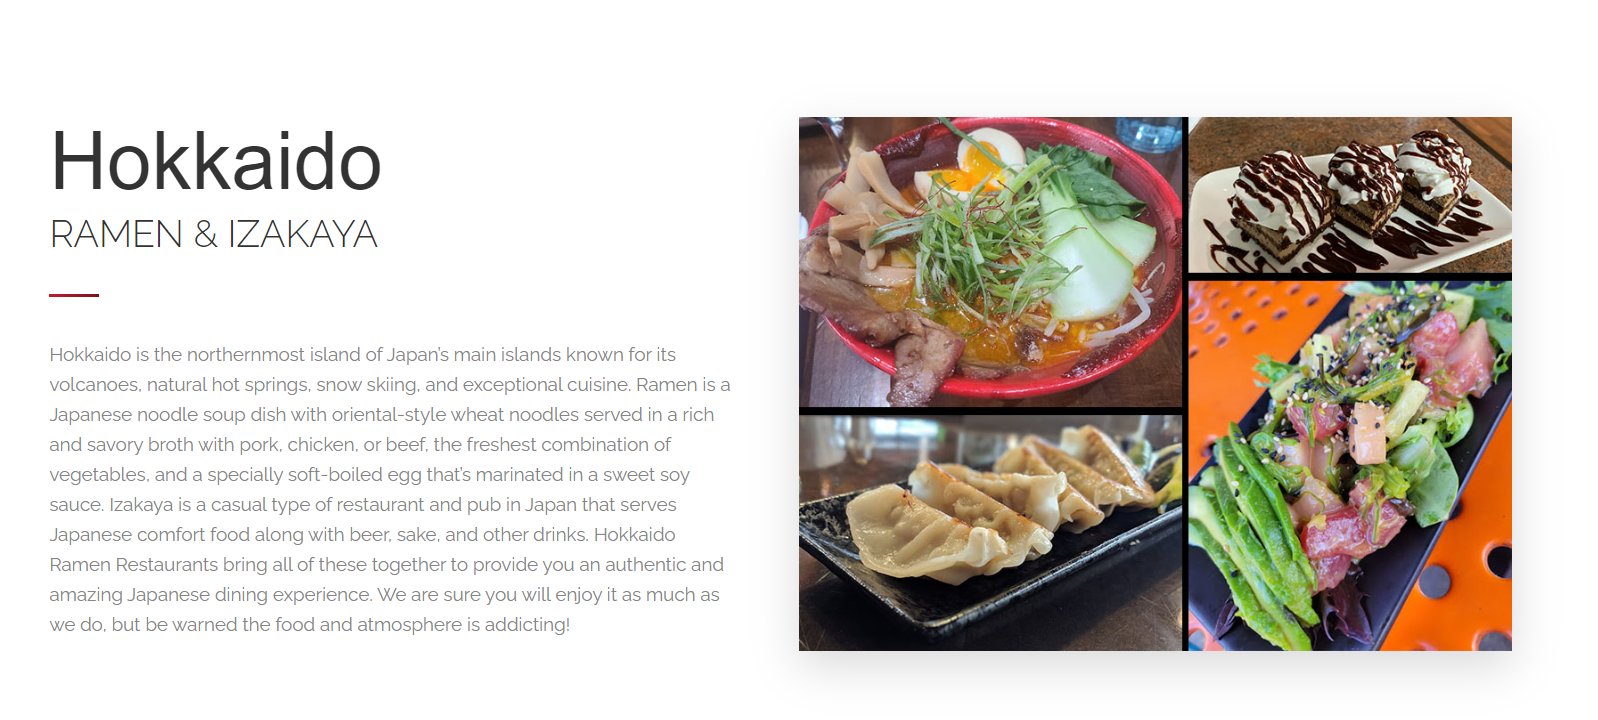 Hokkaido
RAMEN & IZAKAYA
Hokkaido is the northernmost island of Japan's main islands known for its
volcanoes, natural hot springs, snow skiing, and exceptional cuisine. Ramen is a
Japanese noodle soup dish with oriental-style wheat noodles served in a rich
and savory broth with pork, chicken, or beef, the freshest combination of
vegetables, and a specially soft-boiled egg that's marinated in a sweet soy
sauce. Izakaya is a casual type of restaurant and pub in Japan that serves
Japanese comfort food along with beer, sake, and other drinks. Hokkaido
Ramen Restaurants bring all of these together to provide you an authentic and
amazing Japanese dining experience. We are sure you will enjoy it as much as
we do, but be warned the food and atmosphere is addicting!